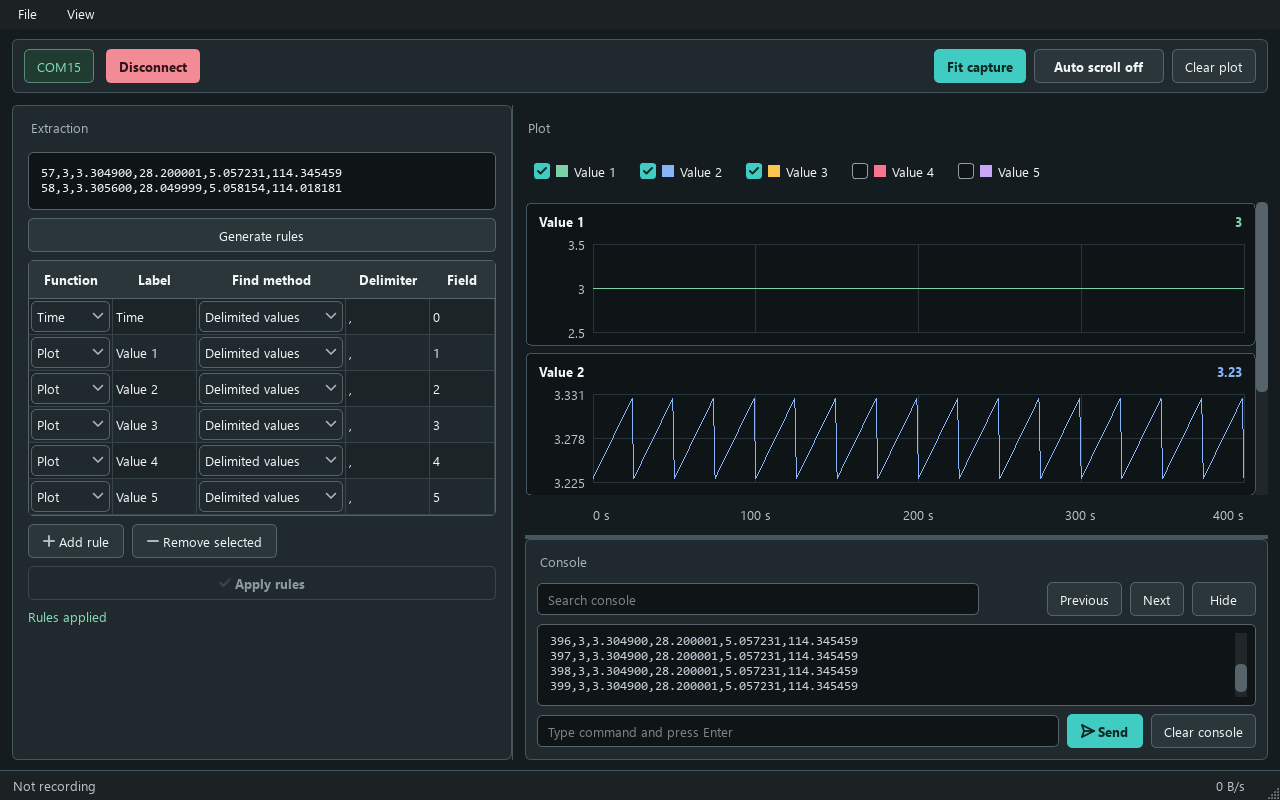 File View
COM15 Disconnect Fit capture Auto scroll off Clear plot
Extraction
57,3,3.304900,28.200001,5.057231,114.345459
58,3,3.305600,28.049999,5.058154,114.018181
Generate rules
Function Label Find method Delimiter Field
Time Time Delimited values , 0
Plot Value 1 Delimited values , 1
Plot Value 2 Delimited values , 2
Plot Value 3 Delimited values , 3
Plot Value 4 Delimited values , 4
Plot Value 5 Delimited values , 5
Add rule Remove selected
Apply rules
Rules applied
Plot
Value 1 Value 2 Value 3 Value 4 Value 5
Value 1 3
3.5
3
2.5
Value 2 3.23
3.331
3.278
3.225
0 s 100 s 200 s 300 s 400 s
Console
Search console Previous Next Hide
396,3,3.304900,28.200001,5.057231,114.345459
397,3,3.304900,28.200001,5.057231,114.345459
398,3,3.304900,28.200001,5.057231,114.345459
399,3,3.304900,28.200001,5.057231,114.345459
Type command and press Enter Send Clear console
Not recording 0 B/s